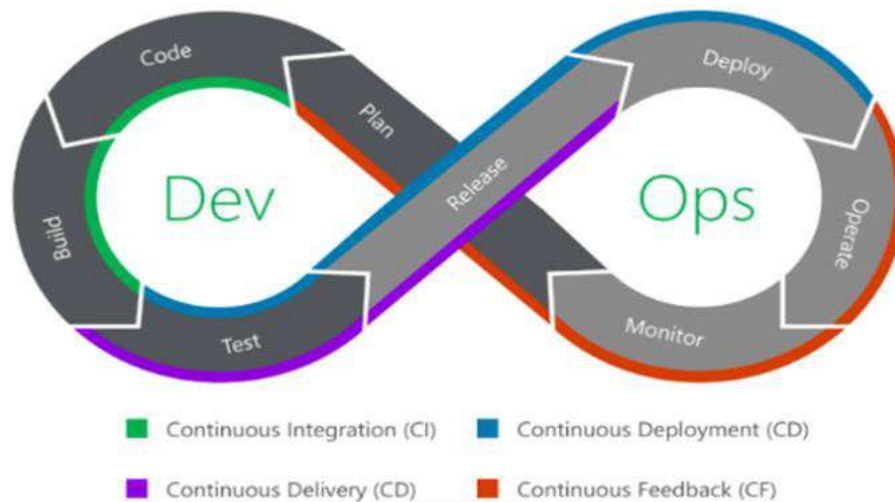 Code
Plan
Build
Test
Release
Deploy
Operate
Monitor
Dev
Ops
Continuous Integration (CI)
Continuous Deployment (CD)
Continuous Delivery (CD)
Continuous Feedback (CF)